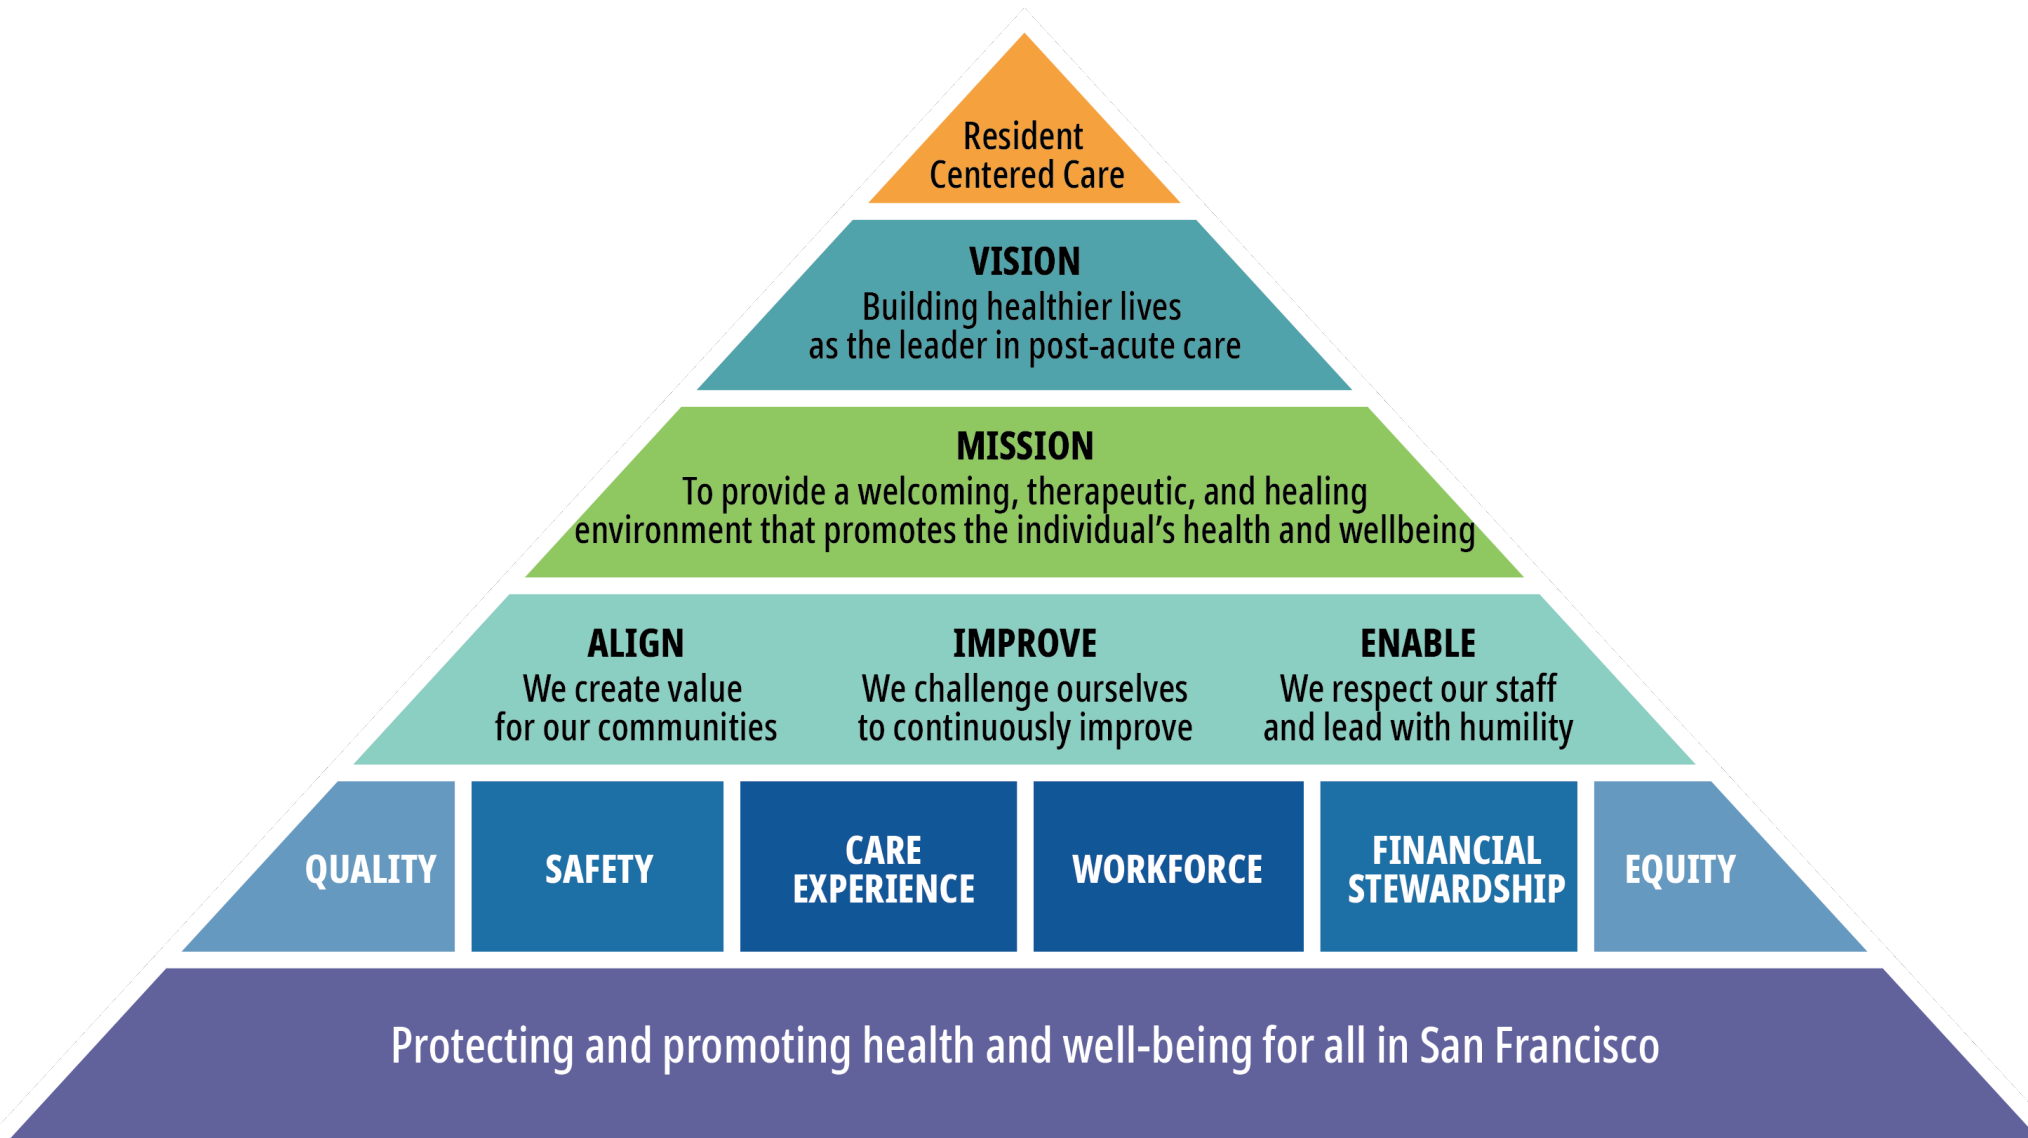 Resident
Centered Care
VISION
Building healthier lives
as the leader in post-acute care
MISSION
To provide a welcoming, therapeutic, and healing
environment that promotes the individual’s health and wellbeing
ALIGN
We create value
for our communities
IMPROVE
We challenge ourselves
to continuously improve
ENABLE
We respect our staff
and lead with humility
QUALITY
SAFETY
CARE
EXPERIENCE
WORKFORCE
FINANCIAL
STEWARDSHIP
EQUITY
Protecting and promoting health and well-being for all in San Francisco